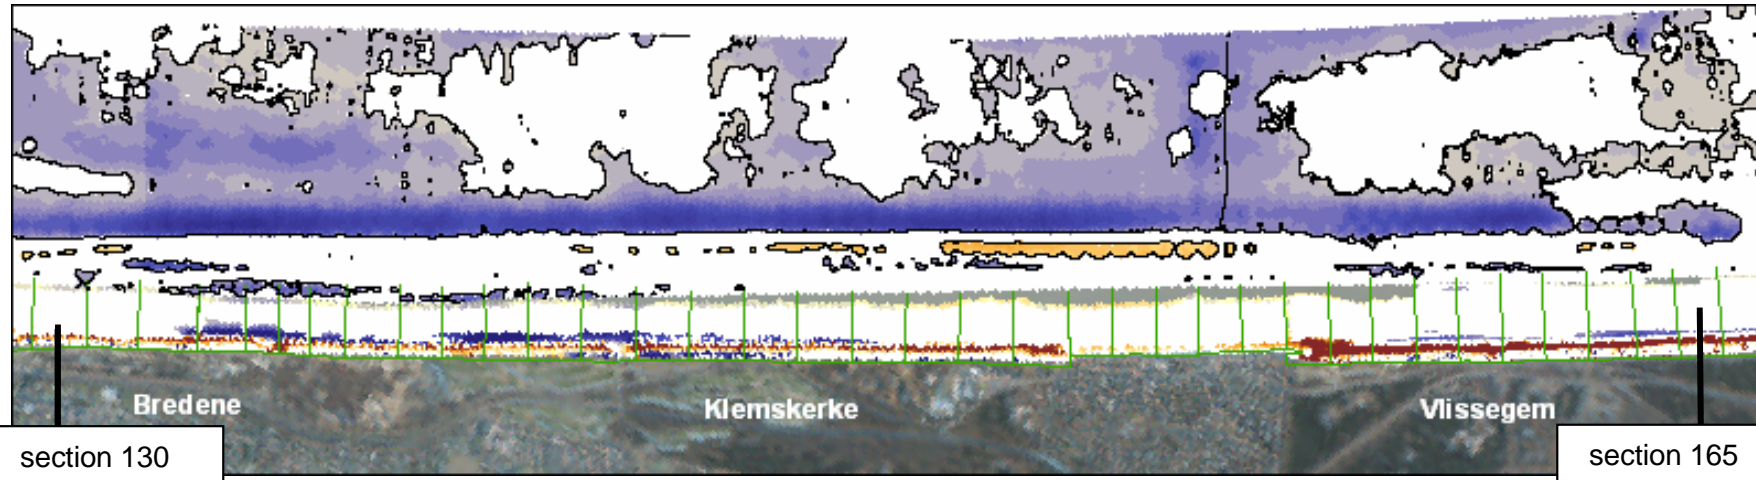 Bredene
Klemskerke
Vlissegem
section 130
section 165